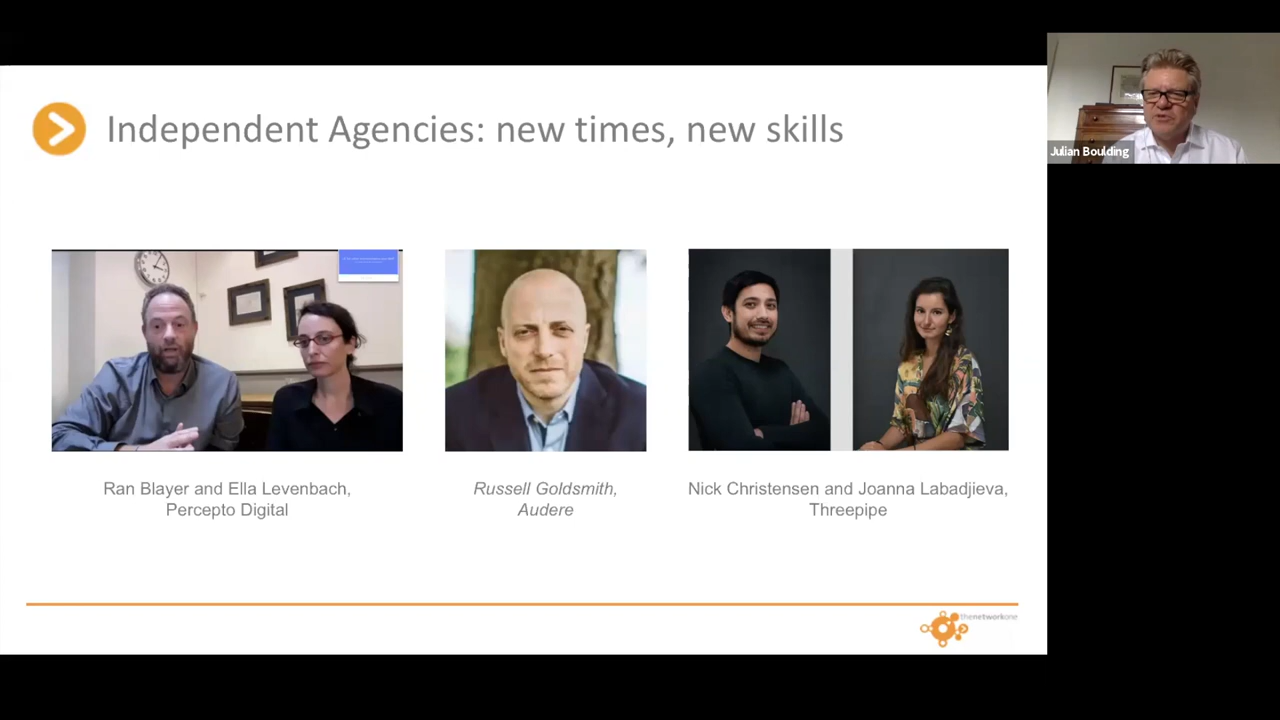 Independent Agencies: new times, new skills
Julian Boulding
Ran Blayer and Ella Levenbach,
Percepto Digital
Russell Goldsmith,
Audere
Nick Christensen and Joanna Labadjieva,
Threepipe
thenetworkone